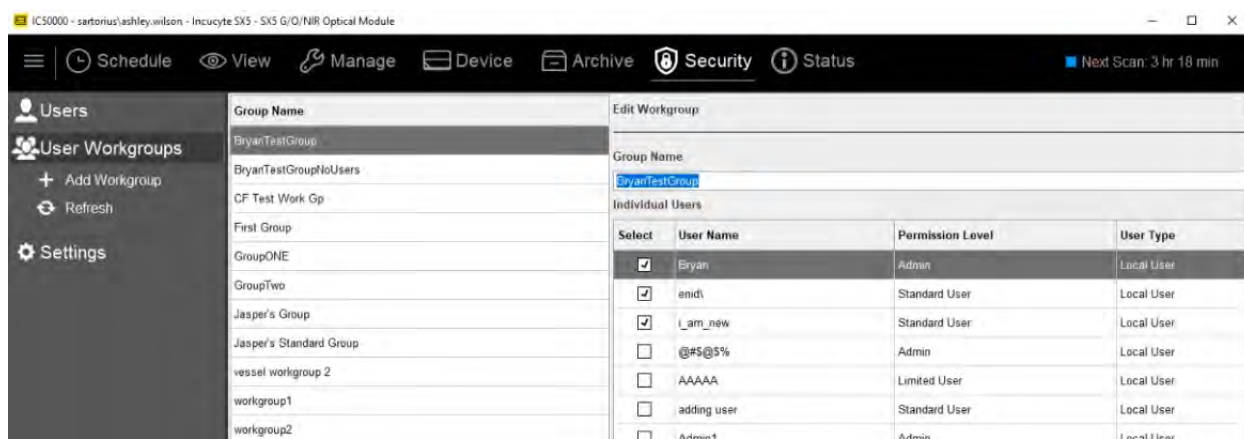 IC50000 - sartorius\ashley.wilson - Incucyte SX5 - SX5 G/O/NIR Optical Module
Schedule View Manage Device Archive Security Status Next Scan: 3 hr 18 min
Users
User Workgroups
Add Workgroup
Refresh
Settings
Group Name
BryanTestGroup
BryanTestGroupNoUsers
CF Test Work Gp
First Group
GroupONE
GroupTwo
Jasper's Group
Jasper's Standard Group
vessel workgroup 2
workgroup1
workgroup2
Edit Workgroup
Group Name
BryanTestGroup
Individual Users
Select User Name Permission Level User Type
Bryan Admin Local User
enid\ Standard User Local User
i_am_new Standard User Local User
@#$@$% Admin Local User
AAAAA Limited User Local User
adding user Standard User Local User
Admin1 Admin Local User